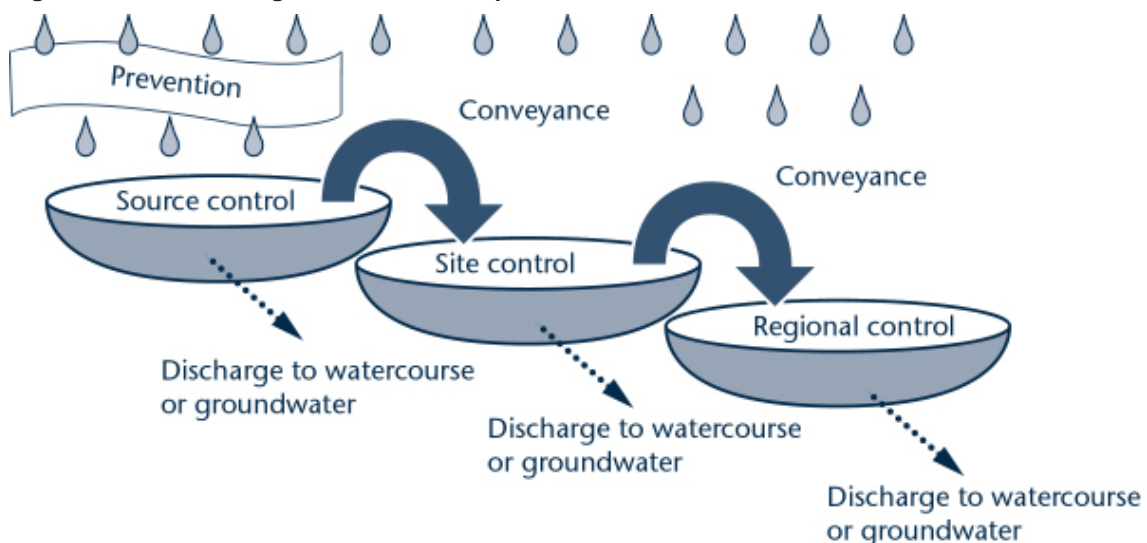 Prevention
Conveyance
Conveyance
Source control
Site control
Regional control
Discharge to watercourse
or groundwater
Discharge to watercourse
or groundwater
Discharge to watercourse
or groundwater